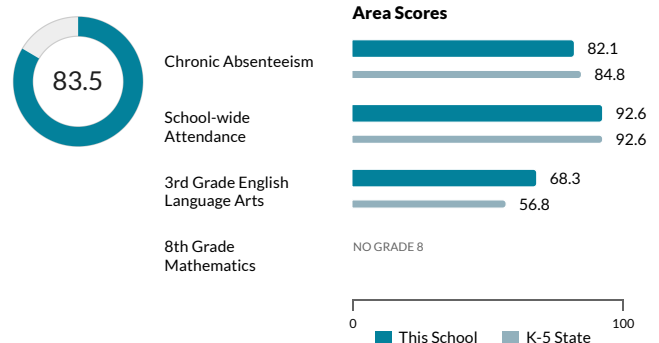 Area Scores
83.5
Chronic Absenteeism
82.1
84.8
School-wide
Attendance
92.6
92.6
3rd Grade English
Language Arts
68.3
56.8
8th Grade
Mathematics
NO GRADE 8
0
100
This School
K-5 State